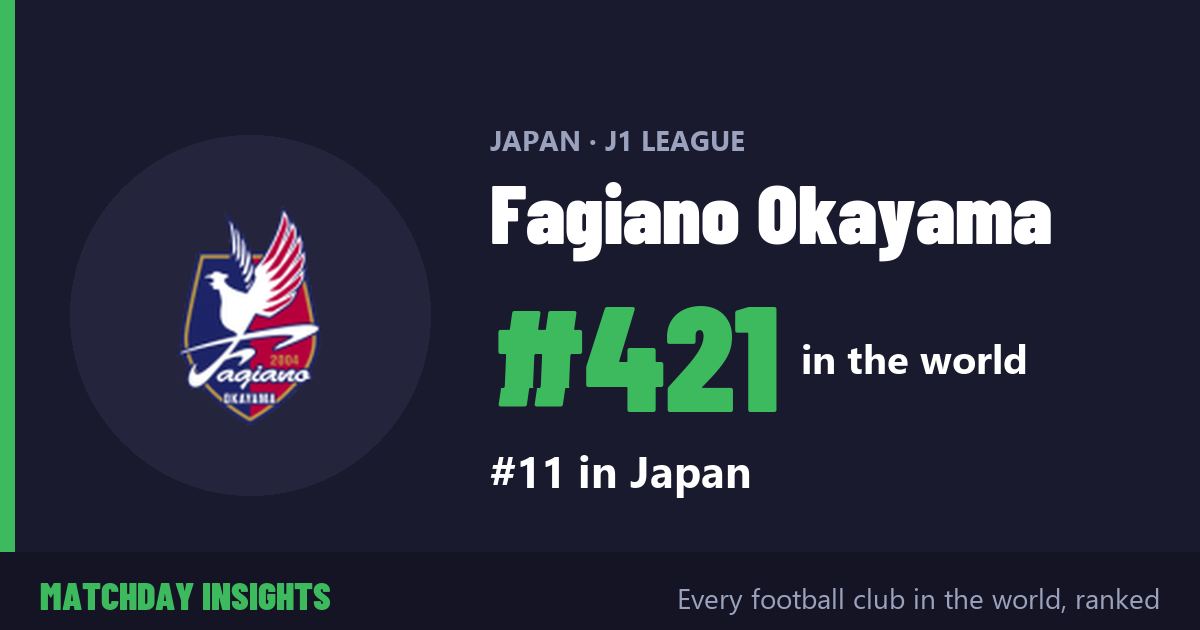 JAPAN · J1 LEAGUE
Fagiano Okayama
#421 in the world
#11 in Japan
2004
Fagiano
OKAYAMA
MATCHDAY INSIGHTS
Every football club in the world, ranked